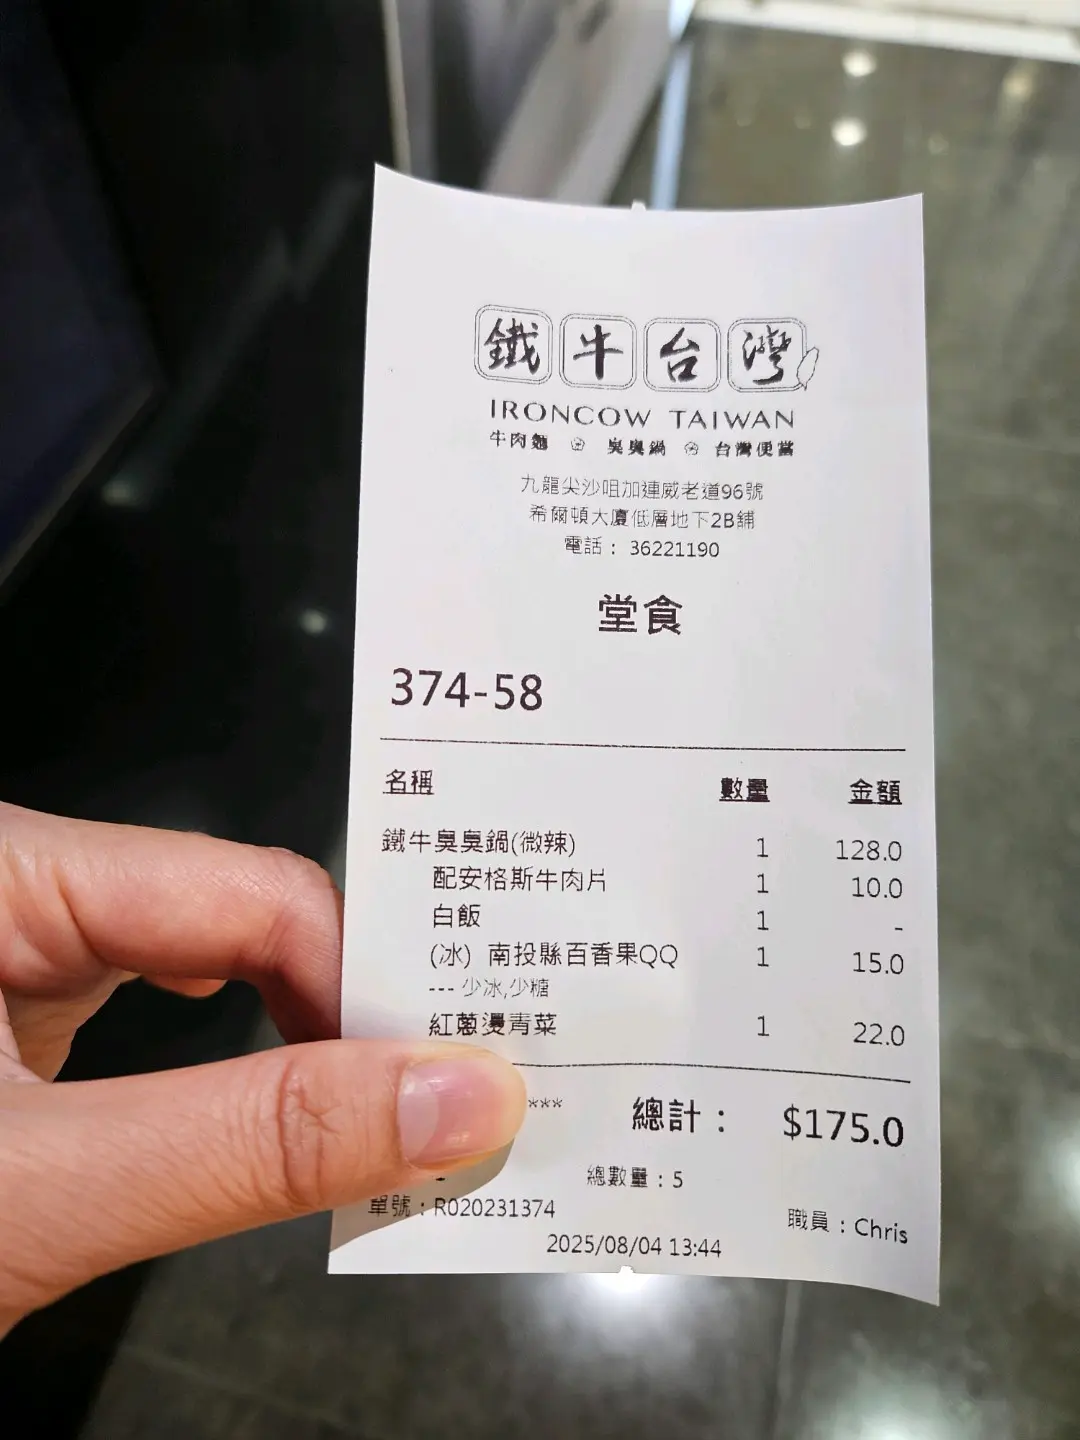 鐵牛台灣
IRONCOW TAIWAN
牛肉麵 臭臭鍋 台灣便當
九龍尖沙咀加連威老道96號
希爾頓大廈低層地下2B舖
電話： 36221190
堂食
374-58
名稱 數量 金額
鐵牛臭臭鍋(微辣) 1 128.0
配安格斯牛肉片 1 10.0
白飯 1 -
(冰) 南投縣百香果QQ 1 15.0
--- 少冰,少糖
紅蔥燙青菜 1 22.0
*** 總計： $175.0
總數量：5
單號：R020231374 職員：Chris
2025/08/04 13:44